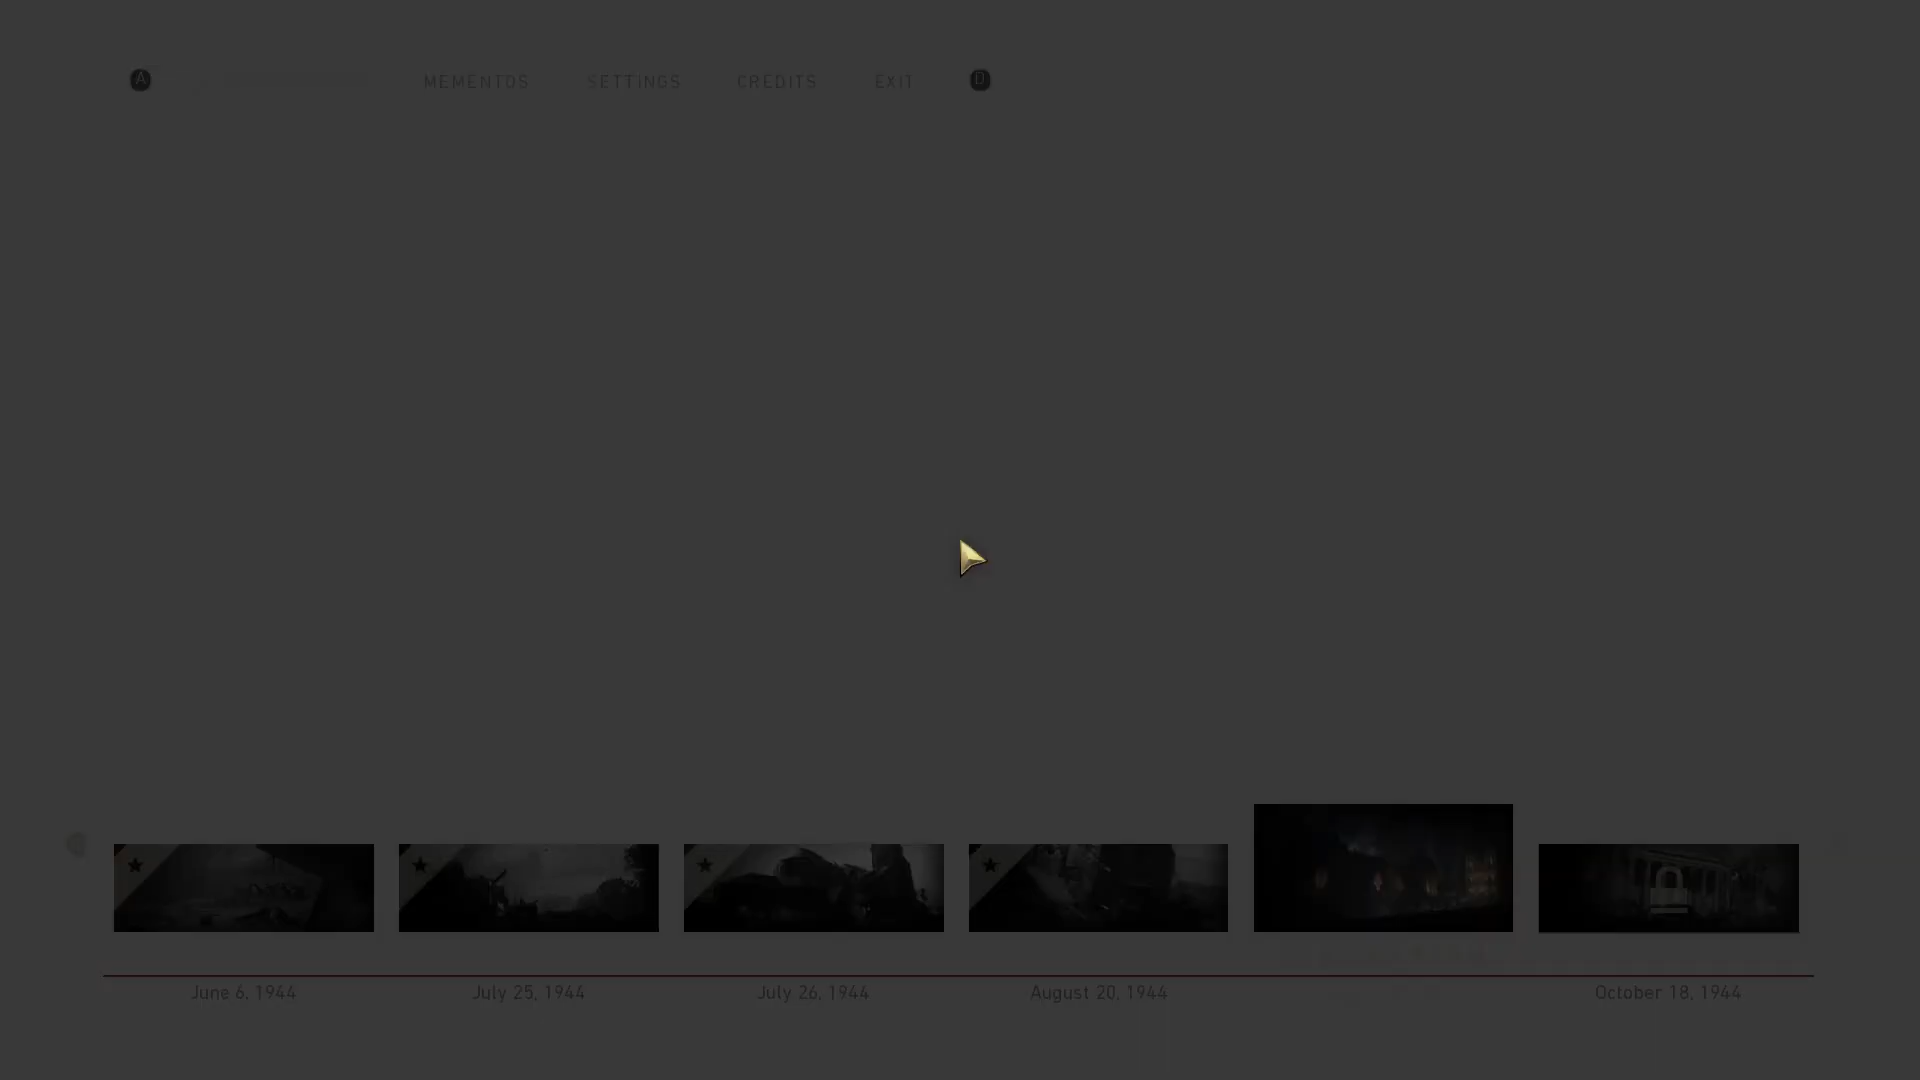 A MEMENTOS SETTINGS CREDITS EXIT D
June 6, 1944 July 25, 1944 July 26, 1944 August 20, 1944 October 18, 1944